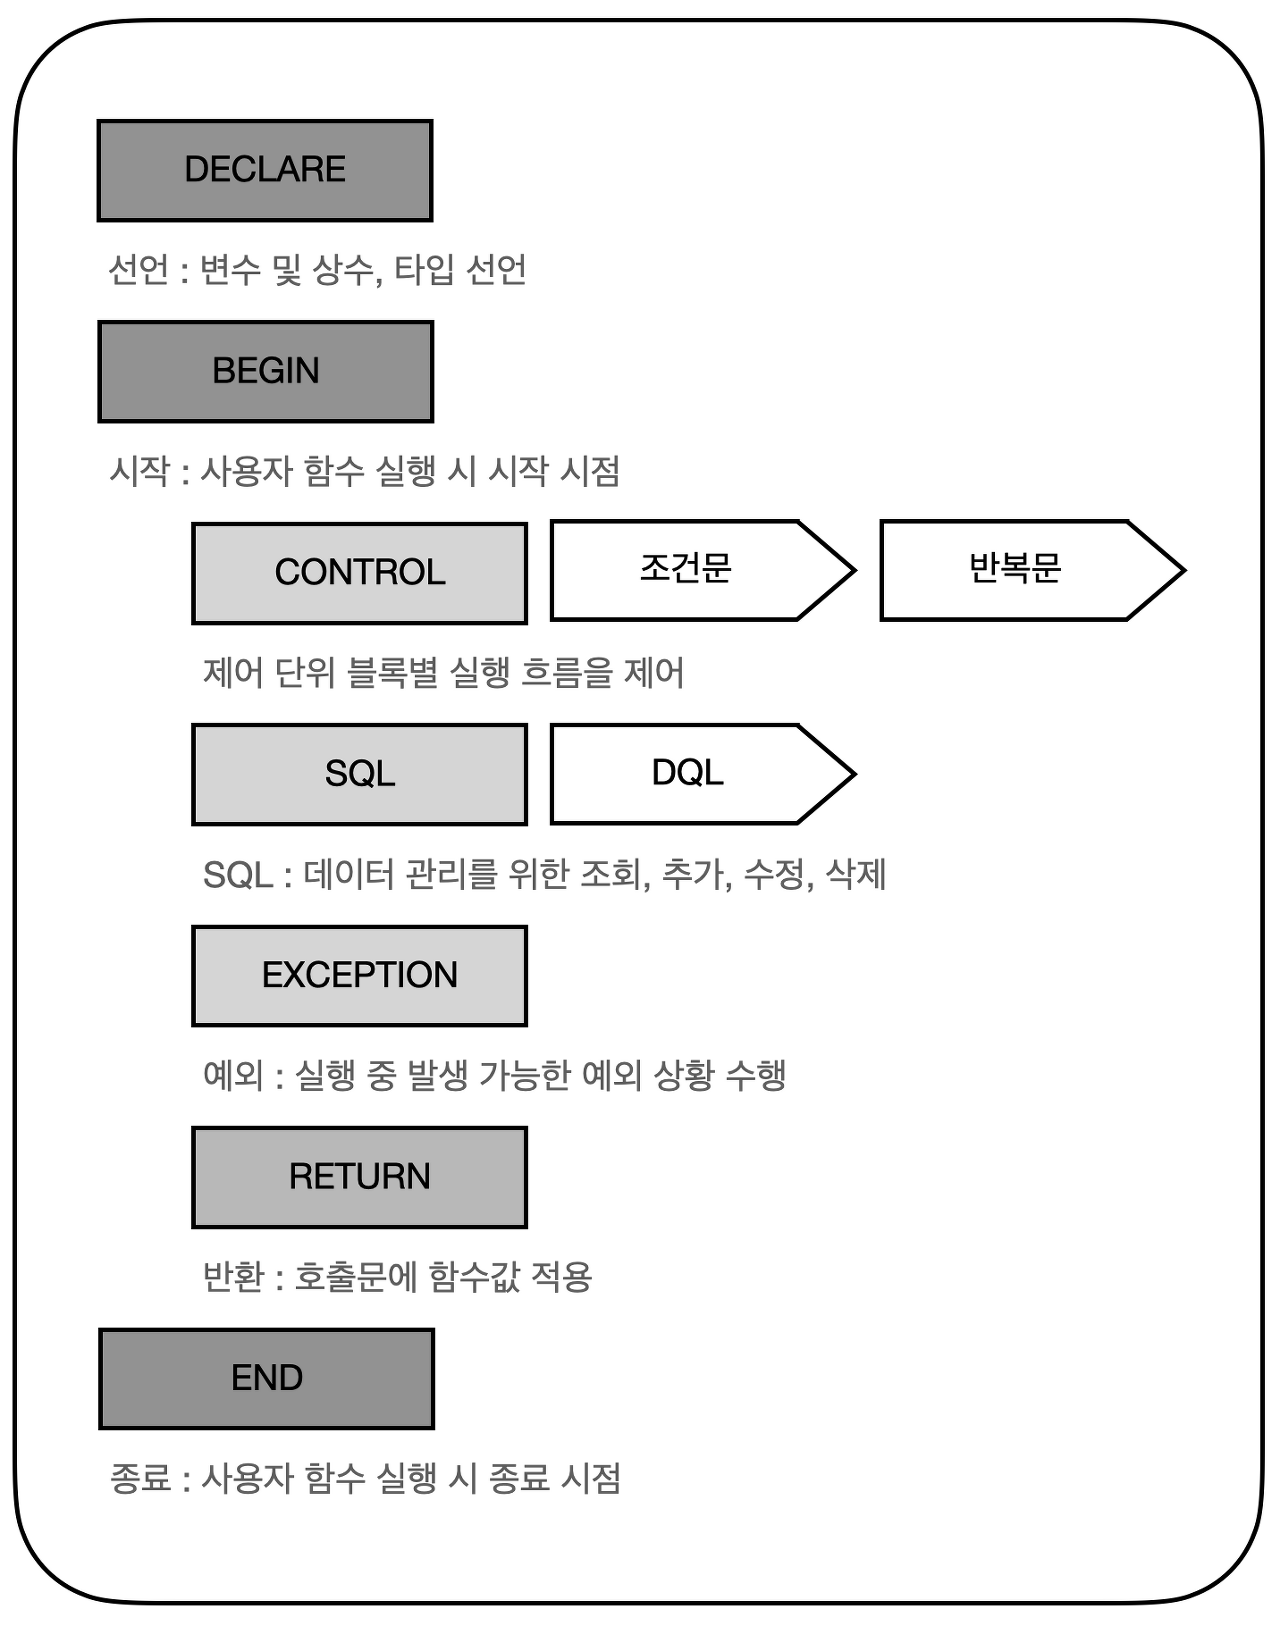 DECLARE
선언 : 변수 및 상수, 타입 선언
BEGIN
시작 : 사용자 함수 실행 시 시작 시점
CONTROL 조건문 반복문
제어 단위 블록별 실행 흐름을 제어
SQL DQL
SQL : 데이터 관리를 위한 조회, 추가, 수정, 삭제
EXCEPTION
예외 : 실행 중 발생 가능한 예외 상황 수행
RETURN
반환 : 호출문에 함수값 적용
END
종료 : 사용자 함수 실행 시 종료 시점